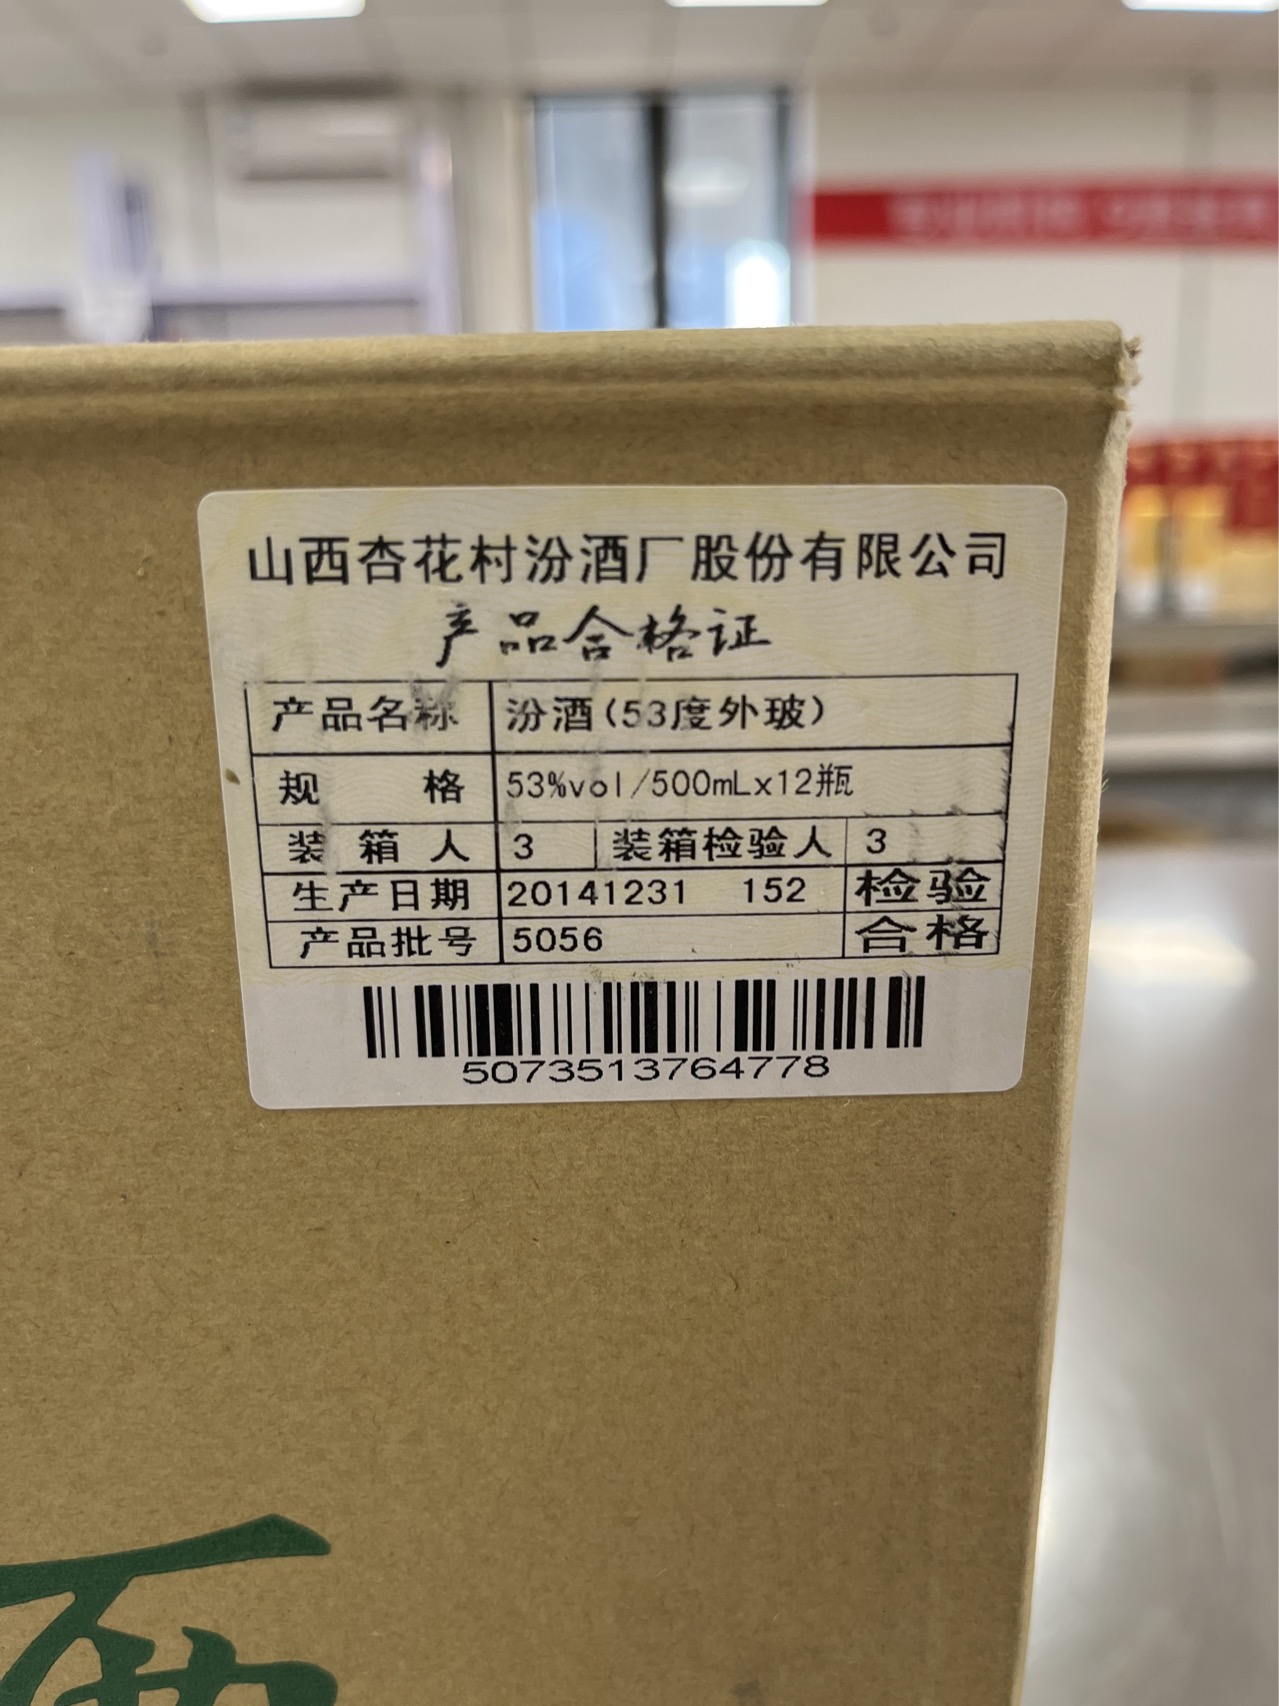 山西杏花村汾酒厂股份有限公司
产品合格证
产品名称 汾酒(53度外玻)
规 格 53%vol/500mLx12瓶
装 箱 人 3 装箱检验人 3
生产日期 20141231 152 检验
产品批号 5056 合格
5073513764778
西